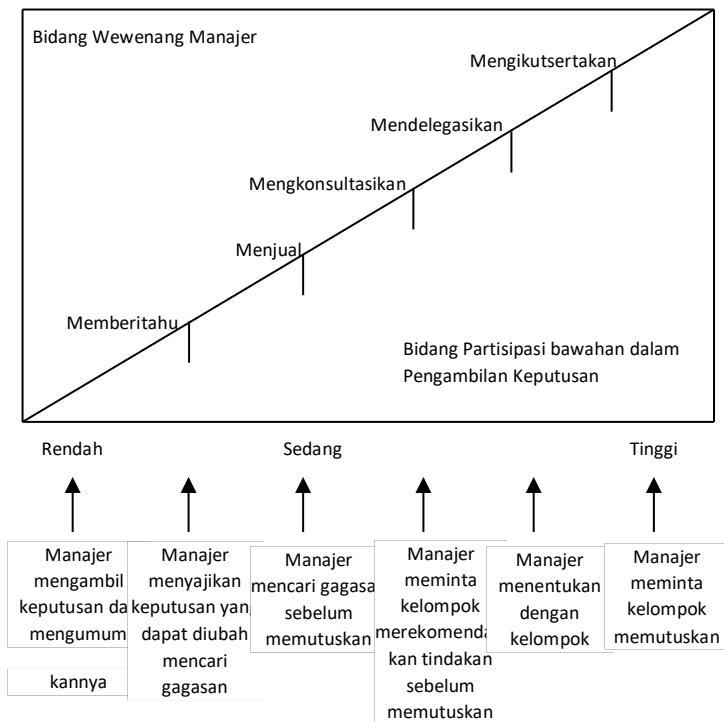 Bidang Wewenang Manajer
Mengikutsertakan
Mendelegasikan
Mengkonsultasikan
Menjual
Memberitahu
Bidang Partisipasi bawahan dalam
Pengambilan Keputusan
Rendah
Sedang
Tinggi
Manajer
mengambil
keputusan da
mengumum
kannya
Manajer
menyajikan
keputusan yan
dapat diubah
mencari
gagasan
Manajer
mencari gagasa
sebelum
memutuskan
Manajer
meminta
kelompok
merekomenda
kan tindakan
sebelum
memutuskan
Manajer
menentukan
dengan
kelompok
Manajer
meminta
kelompok
memutuskan